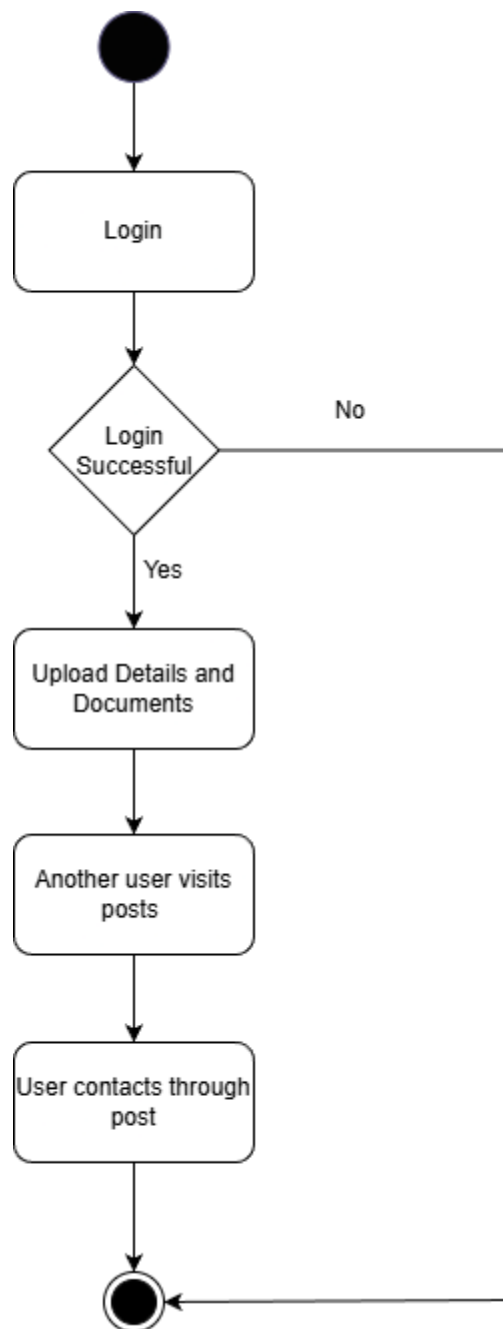 Login
Login
Successful
No
Yes
Upload Details and
Documents
Another user visits
posts
User contacts through
post